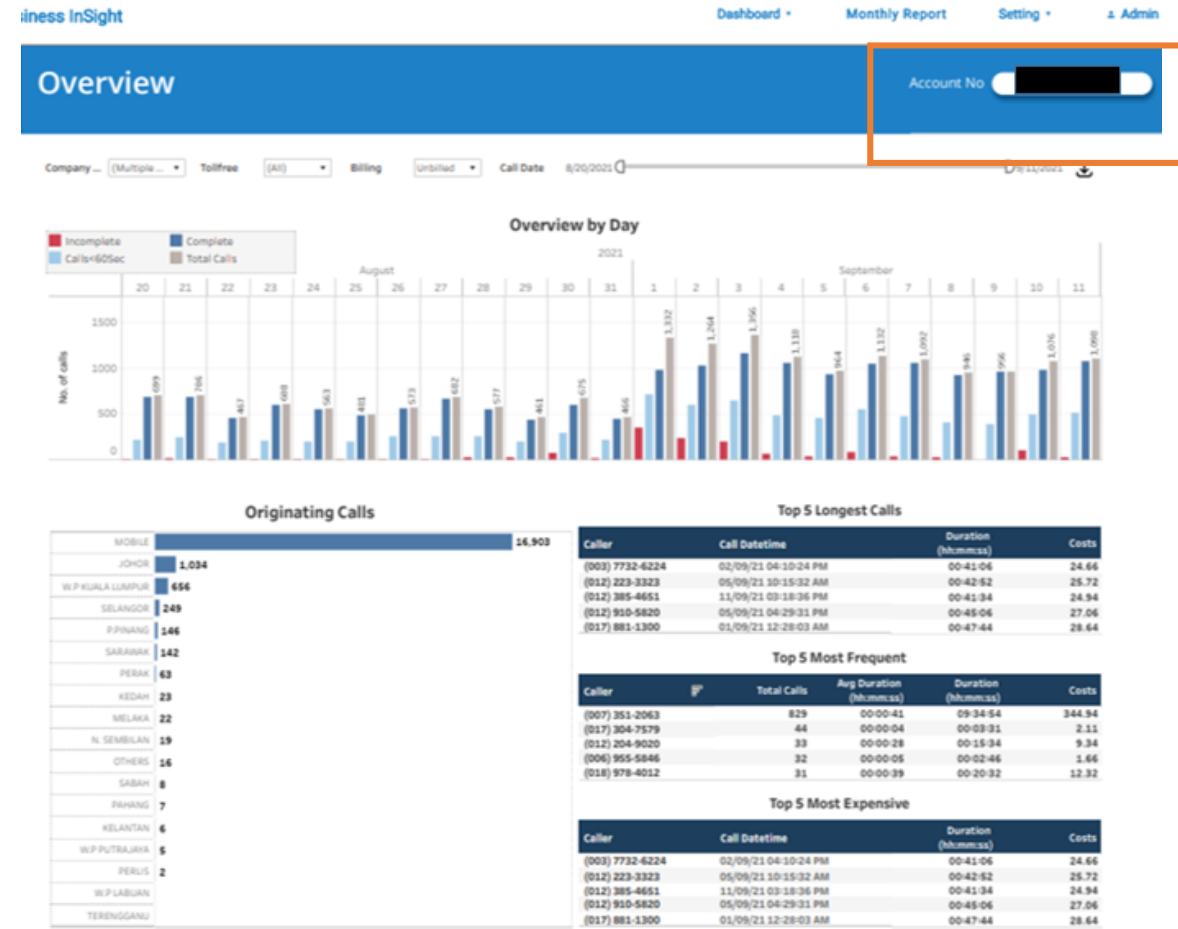 iness InSight Dashboard Monthly Report Setting Admin
Overview Account No
Company ... (Multiple ... Tollfree (All) Billing Unbilled Call Date 8/20/2021 9/11/2021
Overview by Day
Incomplete Complete
Calls<60Sec Total Calls
2021
August September
20 21 22 23 24 25 26 27 28 29 30 31 1 2 3 4 5 6 7 8 9 10 11
No. of calls
1500
1000
500
0
699 706 467 608 563 481 573 682 577 461 675 466 1,332 1,264 1,356 1,118 964 1,132 1,092 946 956 1,076 1,098
Originating Calls
MOBILE 16,903
JOHOR 1,034
W.P KUALA LUMPUR 656
SELANGOR 249
P.PINANG 146
SARAWAK 142
PERAK 63
KEDAH 23
MELAKA 22
N. SEMBILAN 19
OTHERS 16
SABAH 8
PAHANG 7
KELANTAN 6
W.P PUTRAJAYA 5
PERLIS 2
W.P LABUAN
TERENGGANU
Top 5 Longest Calls
Caller Call Datetime Duration (hh:mm:ss) Costs
(003) 7732-6224 02/09/21 04:10:24 PM 00:41:06 24.66
(012) 223-3323 05/09/21 10:15:32 AM 00:42:52 25.72
(012) 385-4651 11/09/21 03:18:36 PM 00:41:34 24.94
(012) 910-5820 05/09/21 04:29:31 PM 00:45:06 27.06
(017) 881-1300 01/09/21 12:28:03 AM 00:47:44 28.64
Top 5 Most Frequent
Caller Total Calls Avg Duration (hh:mm:ss) Duration (hh:mm:ss) Costs
(007) 351-2063 829 00:00:41 09:34:54 344.94
(017) 304-7579 44 00:00:04 00:03:31 2.11
(012) 204-9020 33 00:00:28 00:15:34 9.34
(006) 955-5846 32 00:00:05 00:02:46 1.66
(018) 978-4012 31 00:00:39 00:20:32 12.32
Top 5 Most Expensive
Caller Call Datetime Duration (hh:mm:ss) Costs
(003) 7732-6224 02/09/21 04:10:24 PM 00:41:06 24.66
(012) 223-3323 05/09/21 10:15:32 AM 00:42:52 25.72
(012) 385-4651 11/09/21 03:18:36 PM 00:41:34 24.94
(012) 910-5820 05/09/21 04:29:31 PM 00:45:06 27.06
(017) 881-1300 01/09/21 12:28:03 AM 00:47:44 28.64